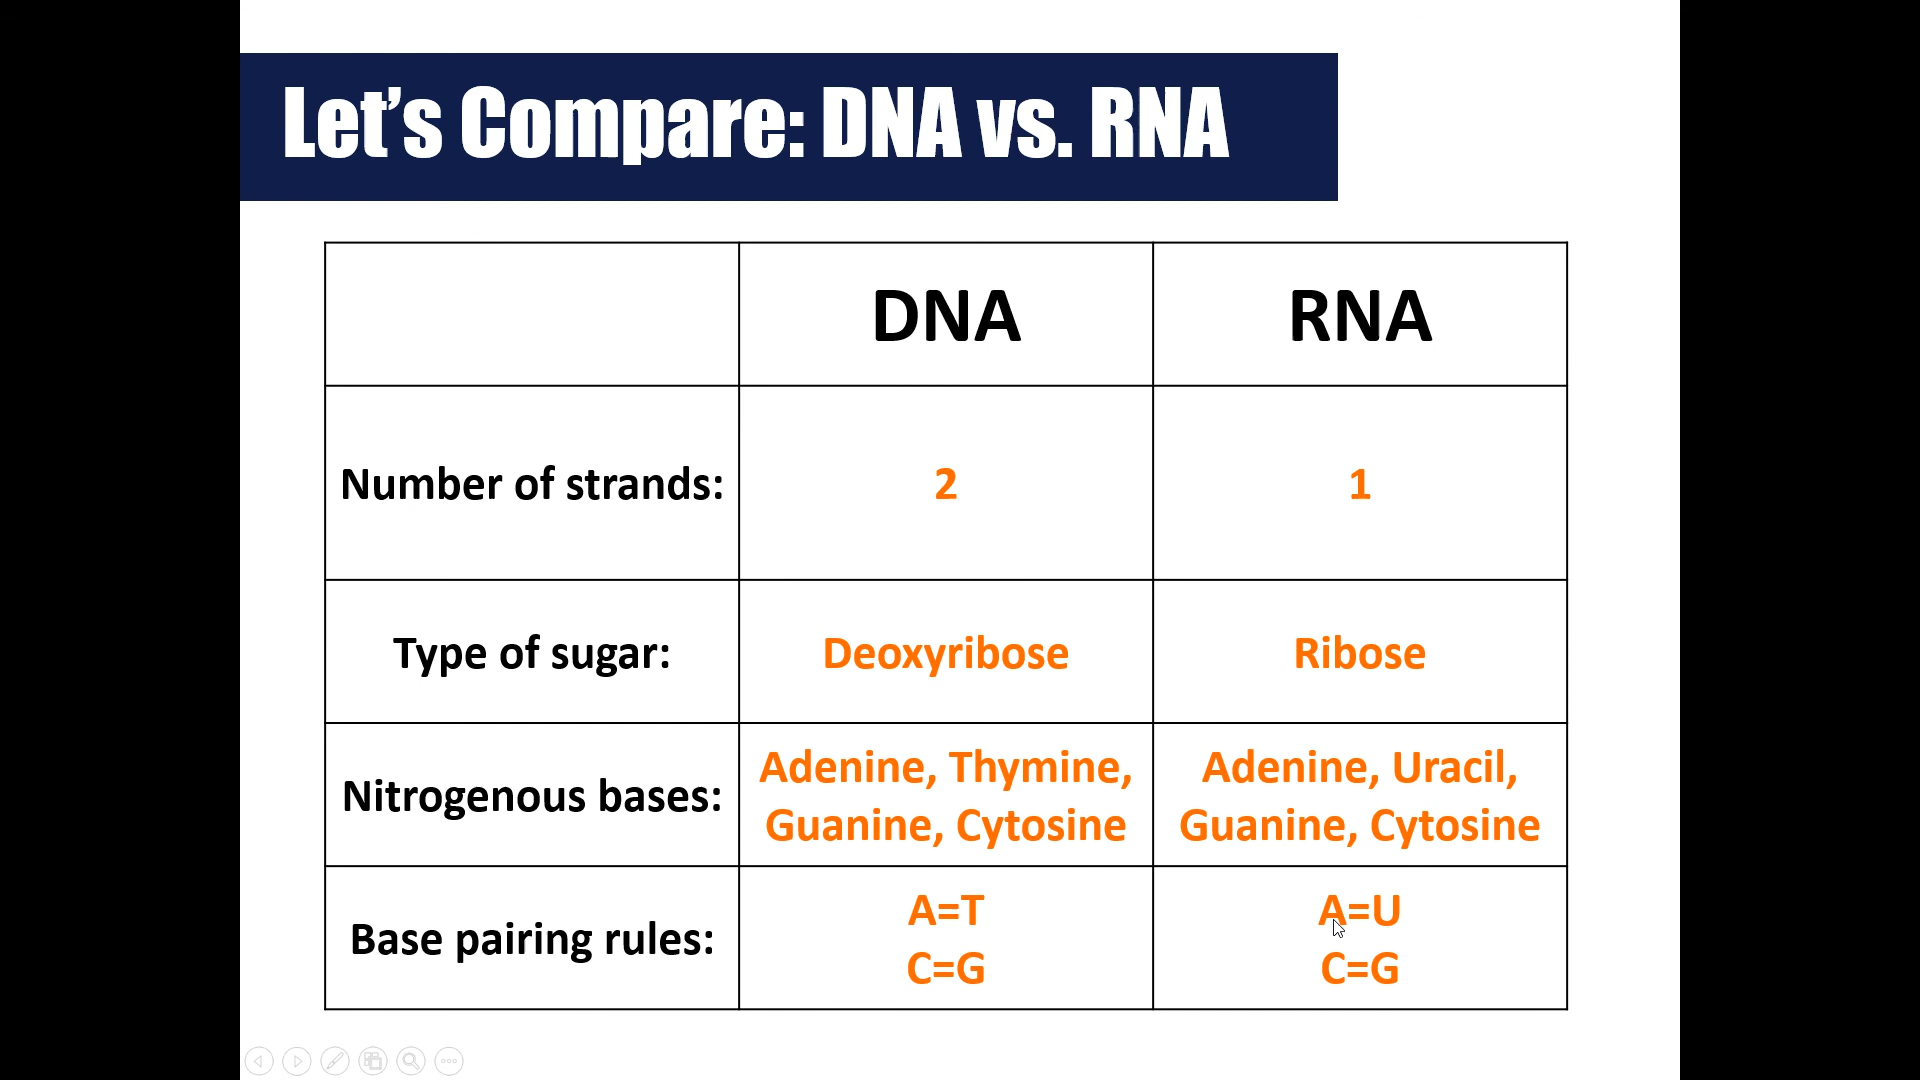 Let’s Compare: DNA vs. RNA
DNA RNA
Number of strands: 2 1
Type of sugar: Deoxyribose Ribose
Nitrogenous bases:
Adenine, Thymine,
Guanine, Cytosine
Adenine, Uracil,
Guanine, Cytosine
Base pairing rules:
A=T
C=G
A=U
C=G